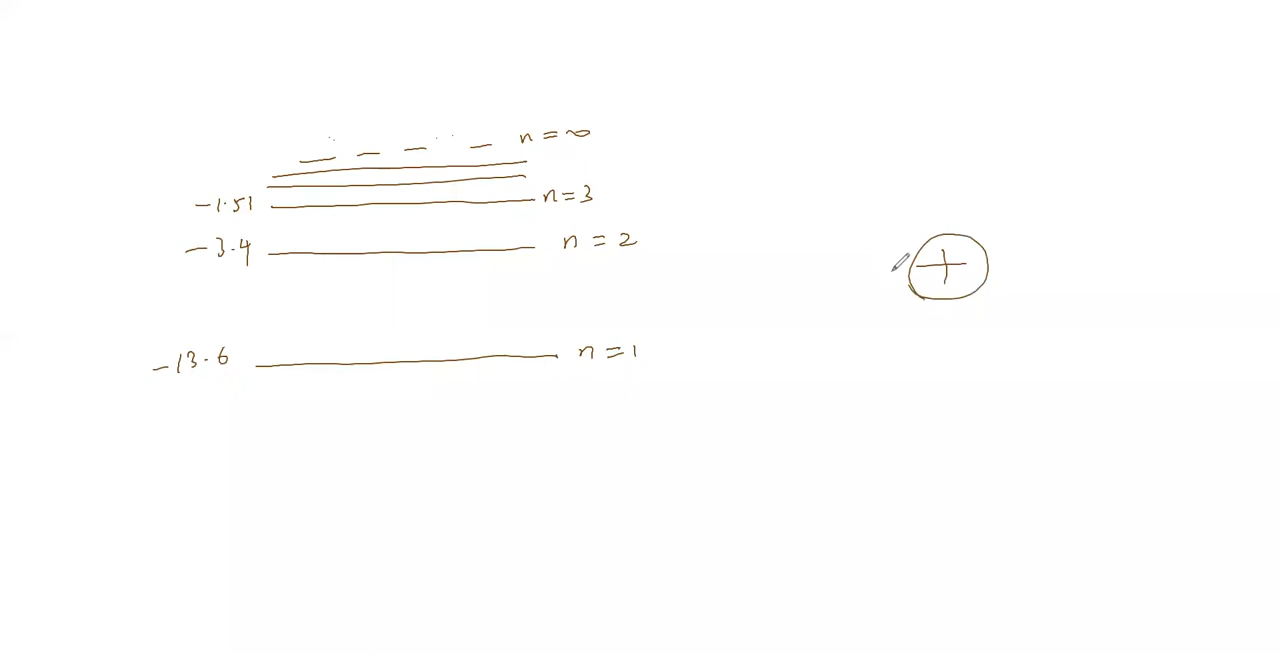 n = ∞
-1.51 n = 3
-3.4 n = 2
-13.6 n = 1
+